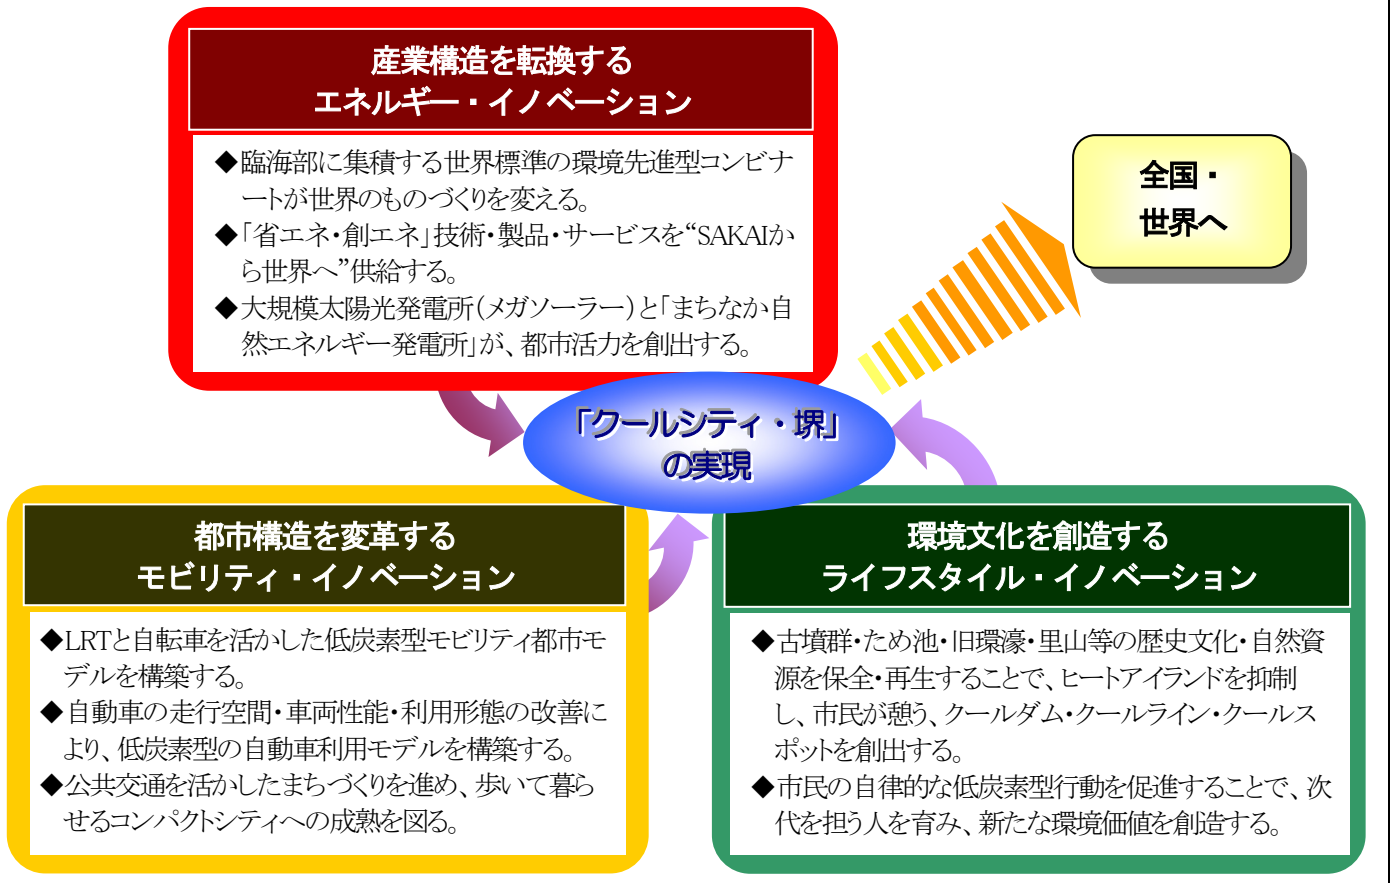 産業構造を転換する
エネルギー・イノベーション
◆臨海部に集積する世界標準の環境先進型コンビナ
ートが世界のものづくりを変える。
◆「省エネ・創エネ」技術・製品・サービスを“SAKAIか
ら世界へ”供給する。
◆大規模太陽光発電所（メガソーラー）と「まちなか自
然エネルギー発電所」が、都市活力を創出する。
全国・
世界へ
「クールシティ・堺」
の実現
都市構造を変革する
モビリティ・イノベーション
◆LRTと自転車を活かした低炭素型モビリティ都市モ
デルを構築する。
◆自動車の走行空間・車両性能・利用形態の改善に
より、低炭素型の自動車利用モデルを構築する。
◆公共交通を活かしたまちづくりを進め、歩いて暮ら
せるコンパクトシティへの成熟を図る。
環境文化を創造する
ライフスタイル・イノベーション
◆古墳群・ため池・旧環濠・里山等の歴史文化・自然資
源を保全・再生することで、ヒートアイランドを抑制
し、市民が憩う、クールダム・クールライン・クールス
ポットを創出する。
◆市民の自律的な低炭素型行動を促進することで、次
代を担う人を育み、新たな環境価値を創造する。